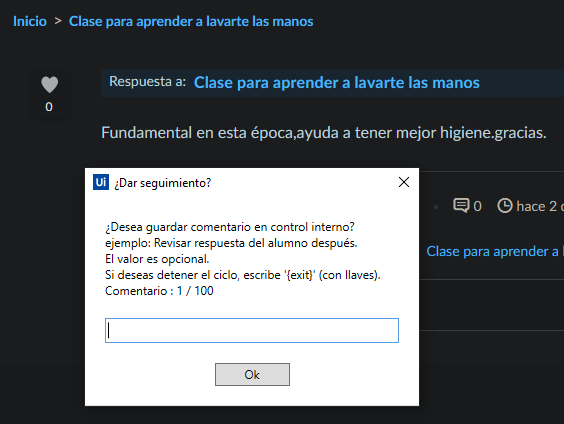 Inicio > Clase para aprender a lavarte las manos
0
Respuesta a: Clase para aprender a lavarte las manos
Fundamental en esta época,ayuda a tener mejor higiene.gracias.
Ui ¿Dar seguimiento?
¿Desea guardar comentario en control interno?
ejemplo: Revisar respuesta del alumno después.
El valor es opcional.
Si deseas detener el ciclo, escribe '{exit}' (con llaves).
Comentario : 1 / 100
Ok
0 hace 2
Clase para aprender a